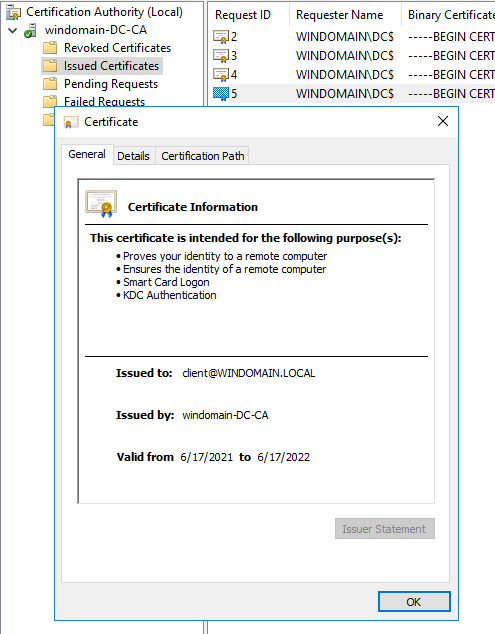 Certification Authority (Local)
windomain-DC-CA
Revoked Certificates
Issued Certificates
Pending Requests
Failed Requests
Request ID Requester Name Binary Certificate
2 WINDOMAIN\DC$ -----BEGIN CERT
3 WINDOMAIN\DC$ -----BEGIN CERT
4 WINDOMAIN\DC$ -----BEGIN CERT
5 WINDOMAIN\DC$ -----BEGIN CERT
Certificate
General Details Certification Path
Certificate Information
This certificate is intended for the following purpose(s):
• Proves your identity to a remote computer
• Ensures the identity of a remote computer
• Smart Card Logon
• KDC Authentication
Issued to: client@WINDOMAIN.LOCAL
Issued by: windomain-DC-CA
Valid from 6/17/2021 to 6/17/2022
Issuer Statement
OK